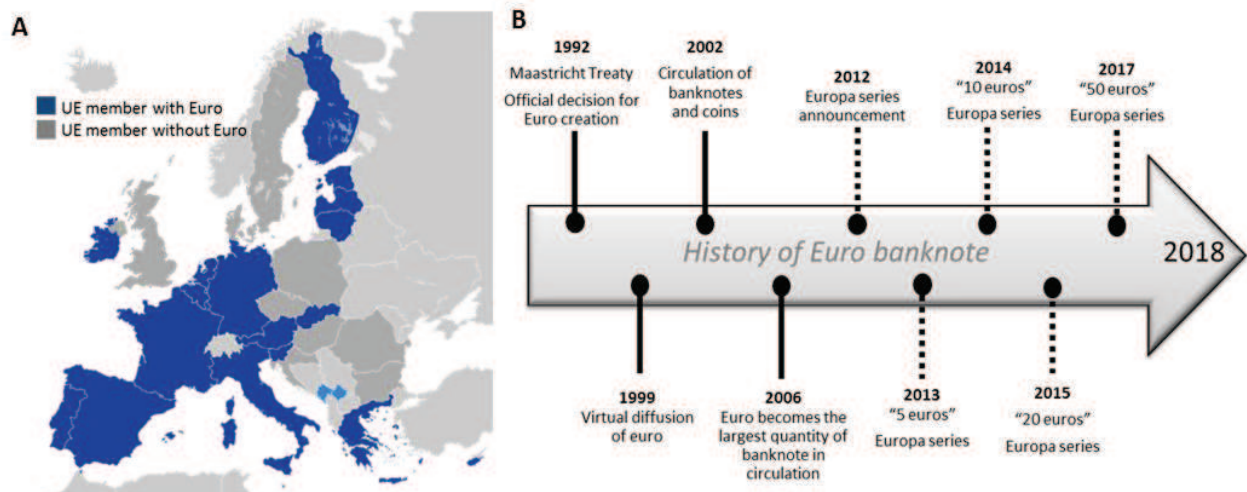 A
UE member with Euro
UE member without Euro
B
1992
Maastricht Treaty
Official decision for
Euro creation
2002
Circulation of
banknotes
and coins
2012
Europa series
announcement
2014
“10 euros”
Europa series
2017
“50 euros”
Europa series
History of Euro banknote
2018
1999
Virtual diffusion
of euro
2006
Euro becomes the
largest quantity of
banknote in
circulation
2013
“5 euros”
Europa series
2015
“20 euros”
Europa series